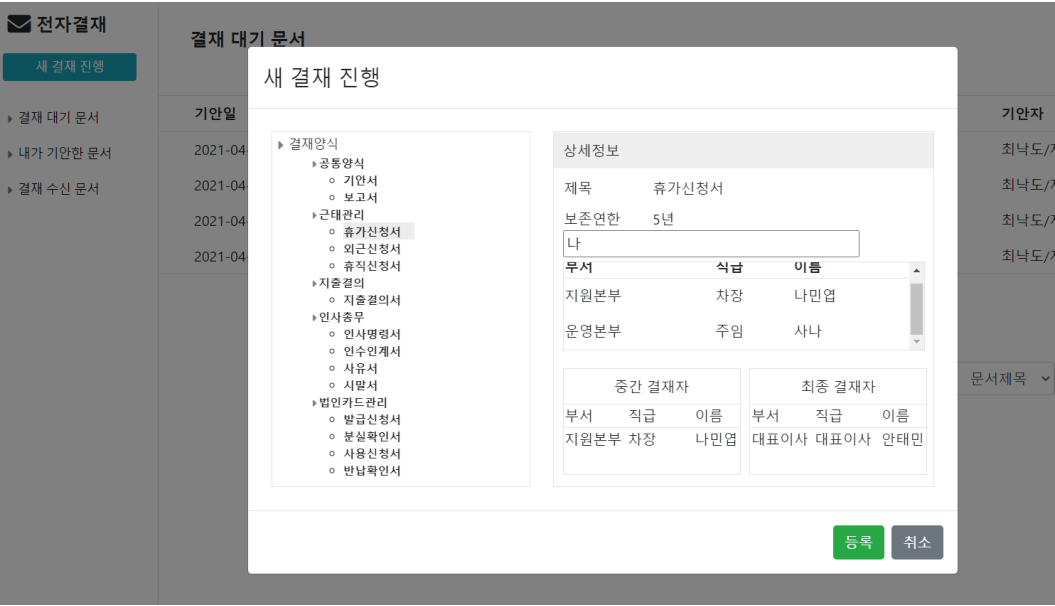 전자결재
새 결재 진행
결재 대기 문서
내가 기안한 문서
결재 수신 문서
결재 대기 문서
기안일 기안자
2021-04 최낙도/
2021-04 최낙도/
2021-04 최낙도/
2021-04 최낙도/
문서제목
새 결재 진행
결재양식
공통양식
기안서
보고서
근태관리
휴가신청서
외근신청서
휴직신청서
지출결의
지출결의서
인사총무
인사명령서
인수인계서
사유서
시말서
법인카드관리
발급신청서
분실확인서
사용신청서
반납확인서
상세정보
제목 휴가신청서
보존연한 5년
나
부서 직급 이름
지원본부 차장 나민엽
운영본부 주임 사나
중간 결재자
부서 직급 이름
지원본부 차장 나민엽
최종 결재자
부서 직급 이름
대표이사 대표이사 안태민
등록 취소